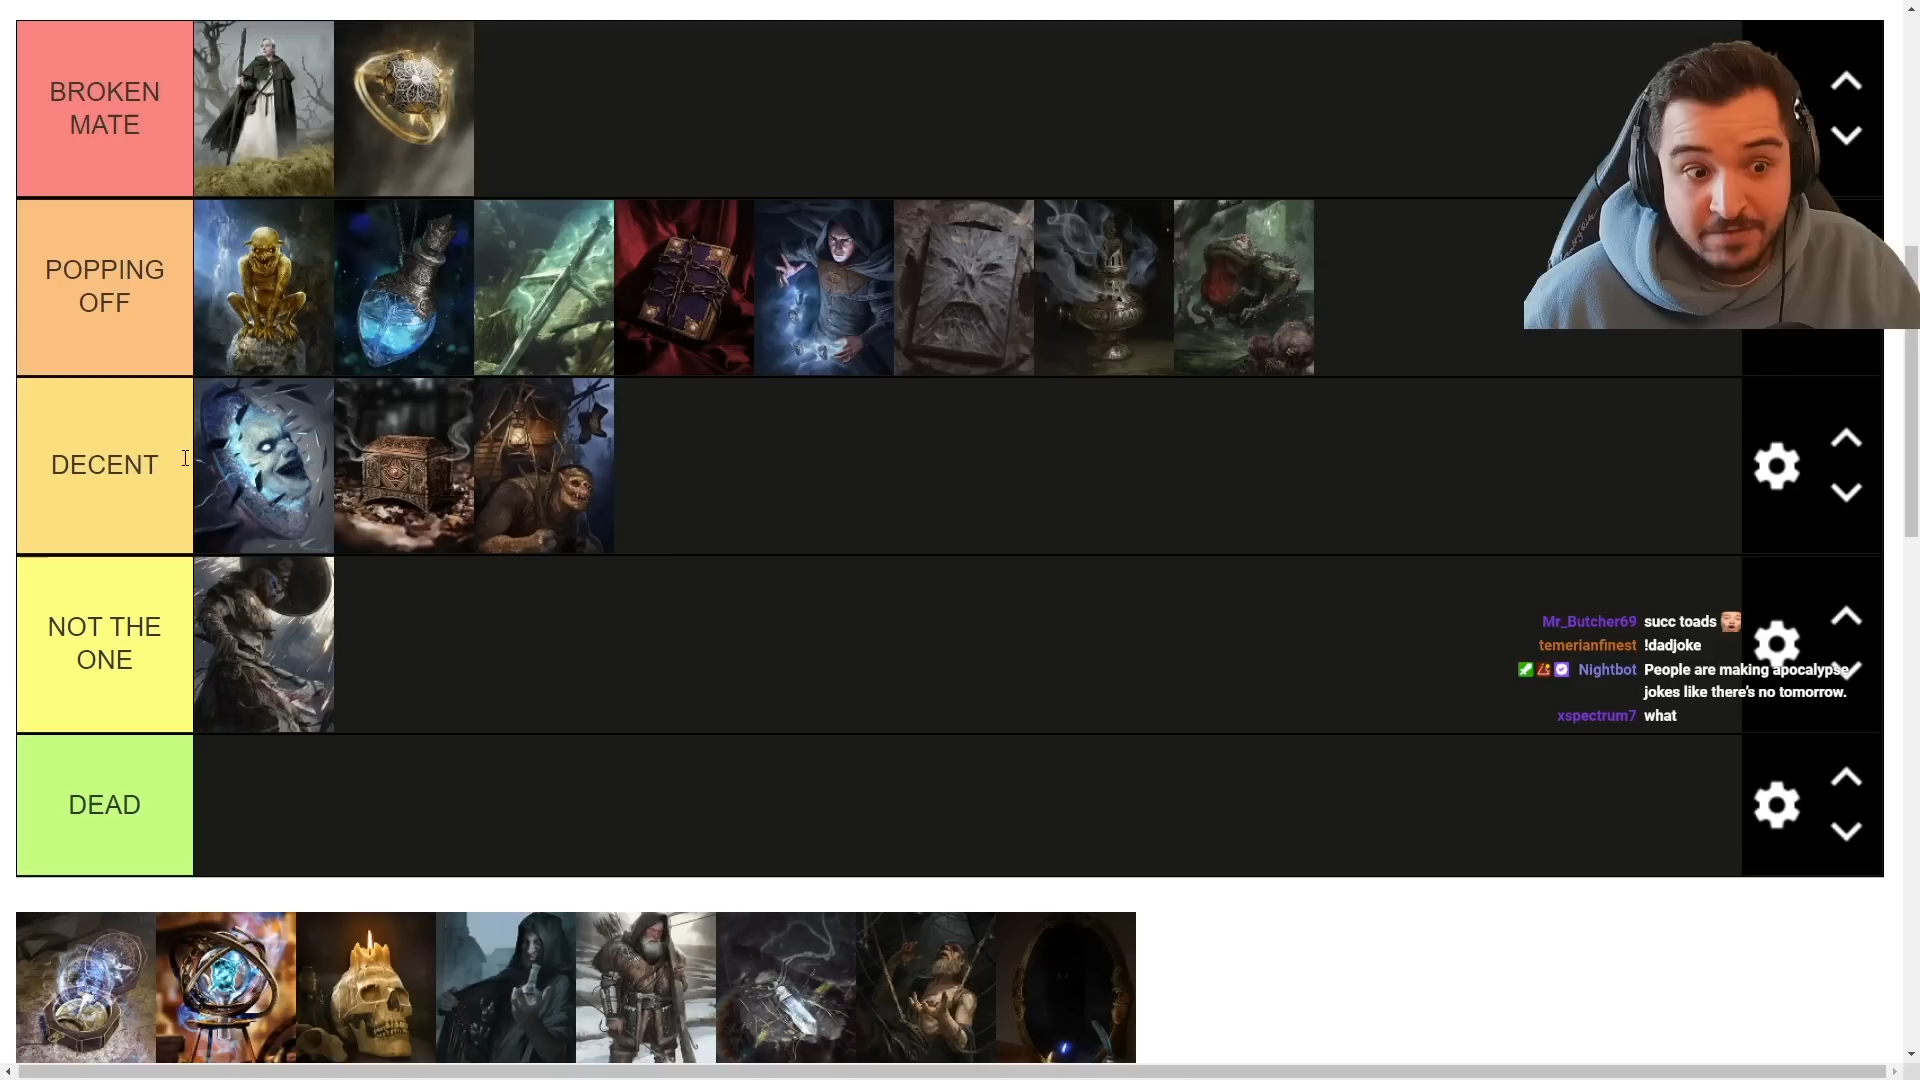 BROKEN
MATE
POPPING
OFF
DECENT
NOT THE
ONE
DEAD
Mr_Butcher69 succ toads
temerianfinest !dadjoke
Nightbot People are making apocalypse
jokes like there's no tomorrow.
xspectrum7 what